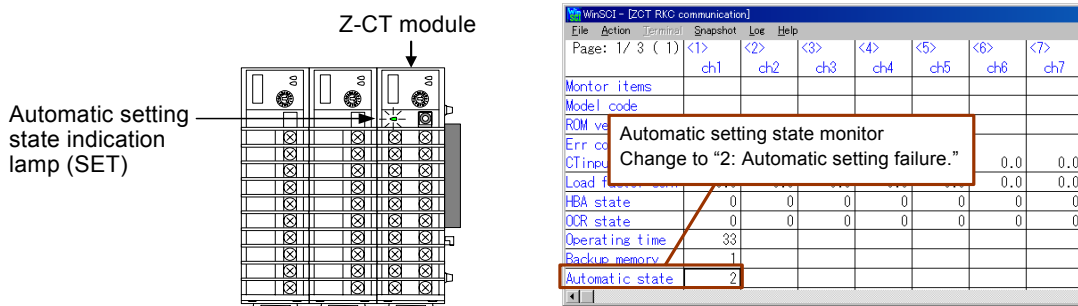 Z-CT module
Automatic setting
state indication
lamp (SET)
WinSCI - [ZCT RKC communication]
File Action Terminal Snapshot Log Help
Page: 1/ 3 ( 1) <1> <2> <3> <4> <5> <6> <7>
ch1 ch2 ch3 ch4 ch5 ch6 ch7
Montor items
Model code
ROM
Err
Automatic setting state monitor
Change to “2: Automatic setting failure.”
0.0 0.0
Load 0.0 0.0
HBA state 0 0 0 0 0 0 0
OCR state 0 0 0 0 0 0 0
Operating time 33
Backup memory 1
Automatic state 2